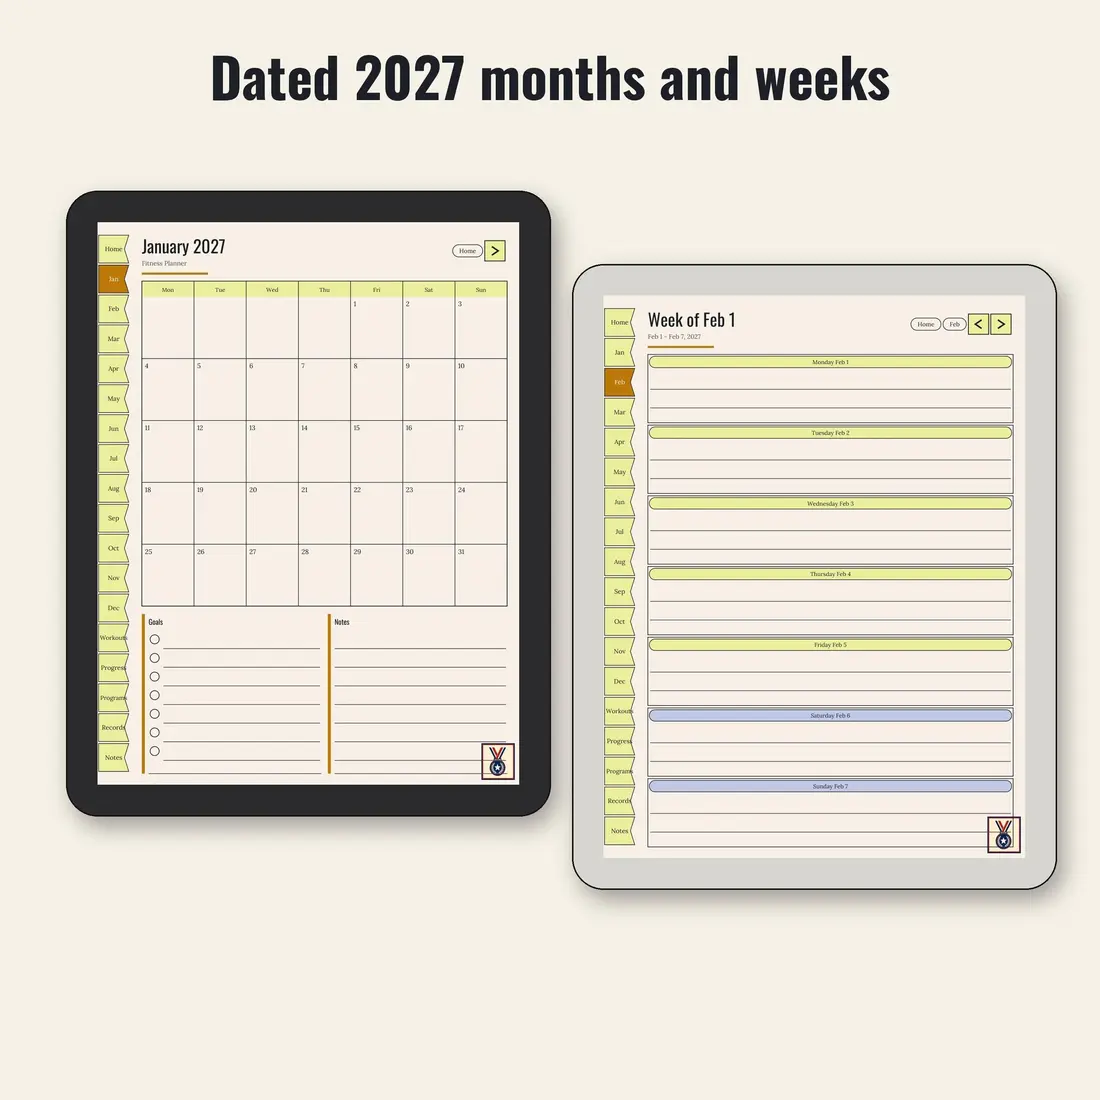 Dated 2027 months and weeks
January 2027
Fitness Planner
Home >
Home
Jan
Feb
Mar
Apr
May
Jun
Jul
Aug
Sep
Oct
Nov
Dec
Workouts
Progress
Programs
Records
Notes
Mon Tue Wed Thu Fri Sat Sun
1 2 3
4 5 6 7 8 9 10
11 12 13 14 15 16 17
18 19 20 21 22 23 24
25 26 27 28 29 30 31
Goals
Notes
Week of Feb 1
Feb 1 - Feb 7, 2027
Home Feb < >
Home
Jan
Feb
Mar
Apr
May
Jun
Jul
Aug
Sep
Oct
Nov
Dec
Workouts
Progress
Programs
Records
Notes
Monday Feb 1
Tuesday Feb 2
Wednesday Feb 3
Thursday Feb 4
Friday Feb 5
Saturday Feb 6
Sunday Feb 7